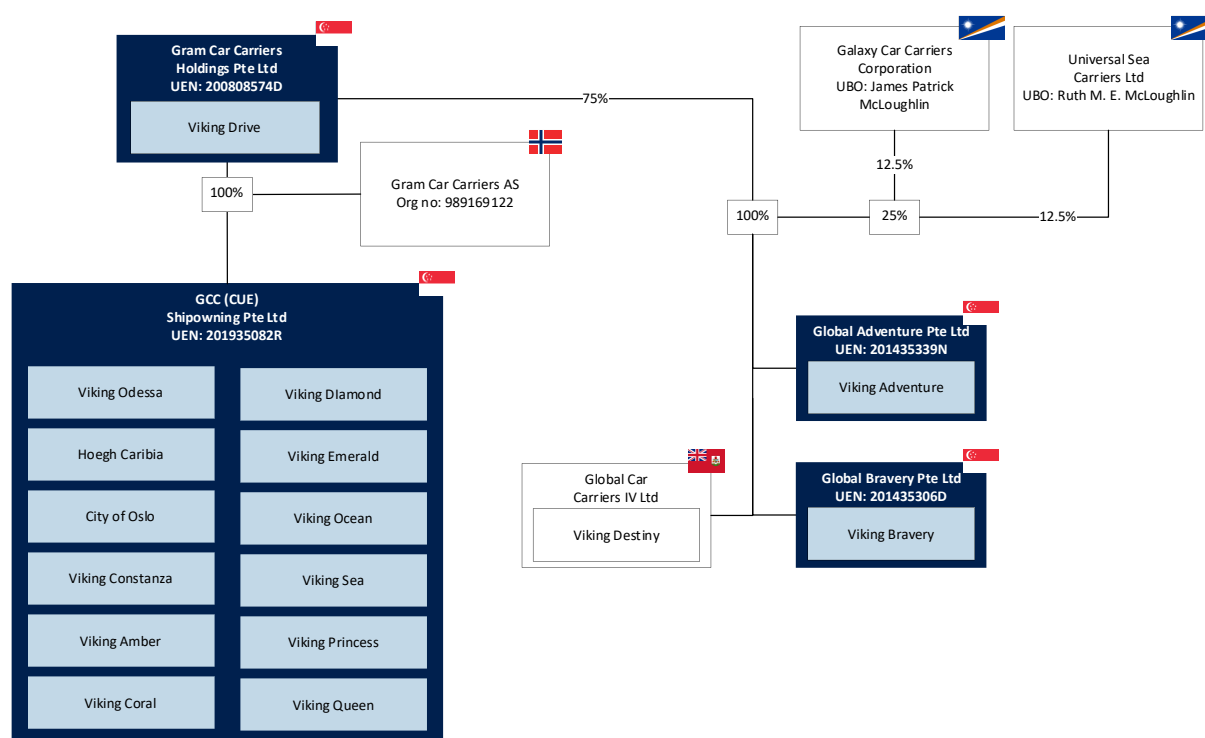 Gram Car Carriers
Holdings Pte Ltd
UEN: 200808574D
Viking Drive
75%
Galaxy Car Carriers
Corporation
UBO: James Patrick
McLoughlin
Universal Sea
Carriers Ltd
UBO: Ruth M. E. McLoughlin
12.5%
100%
Gram Car Carriers AS
Org no: 989169122
100%
25%
12.5%
GCC (CUE)
Shipowning Pte Ltd
UEN: 201935082R
Viking Odessa
Hoegh Caribia
City of Oslo
Viking Constanza
Viking Amber
Viking Coral
Viking DIamond
Viking Emerald
Viking Ocean
Viking Sea
Viking Princess
Viking Queen
Global Adventure Pte Ltd
UEN: 201435339N
Viking Adventure
Global Car
Carriers IV Ltd
Viking Destiny
Global Bravery Pte Ltd
UEN: 201435306D
Viking Bravery